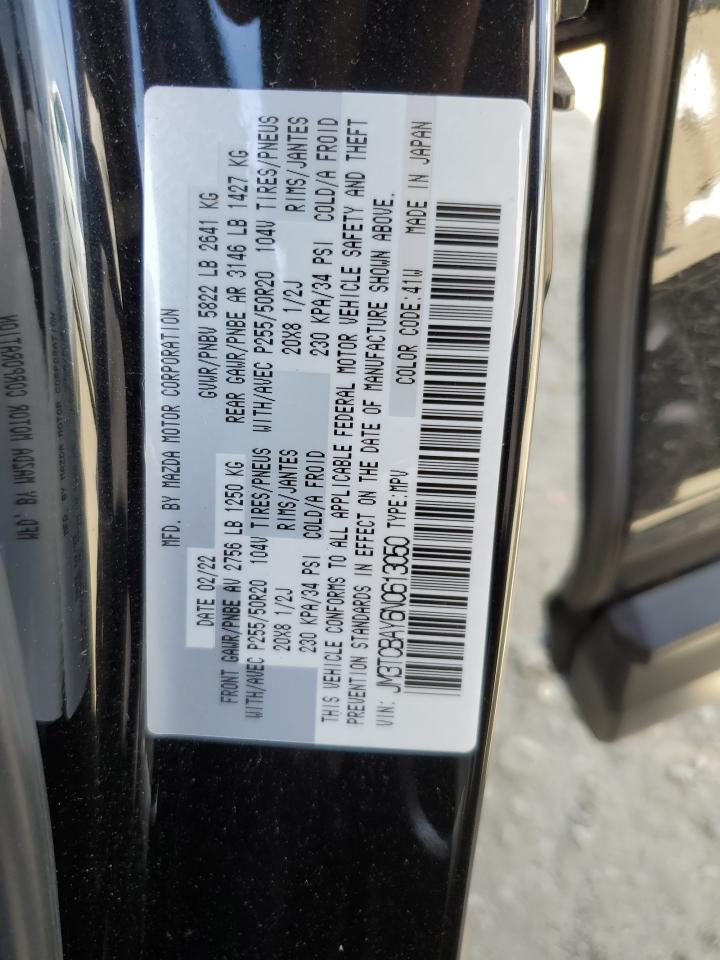 MFD. BY MAZDA MOTOR CORPORATION
DATE 02/22 GVWR/PNBV 5822 LB 2641 KG
FRONT GAWR/PNBE AV 2756 LB 1250 KG REAR GAWR/PNBE AR 3146 LB 1427 KG
WITH/AVEC P255/50R20 104V TIRES/PNEUS WITH/AVEC P255/50R20 104V TIRES/PNEUS
20X8 1/2J RIMS/JANTES 20X8 1/2J RIMS/JANTES
230 KPA/34 PSI COLD/A FROID 230 KPA/34 PSI COLD/A FROID
THIS VEHICLE CONFORMS TO ALL APPLICABLE FEDERAL MOTOR VEHICLE SAFETY AND THEFT
PREVENTION STANDARDS IN EFFECT ON THE DATE OF MANUFACTURE SHOWN ABOVE.
VIN: JM3TCBAY6N0613050 TYPE:MPV COLOR CODE:41W MADE IN JAPAN
MFD. BY MAZDA MOTOR CORPORATION